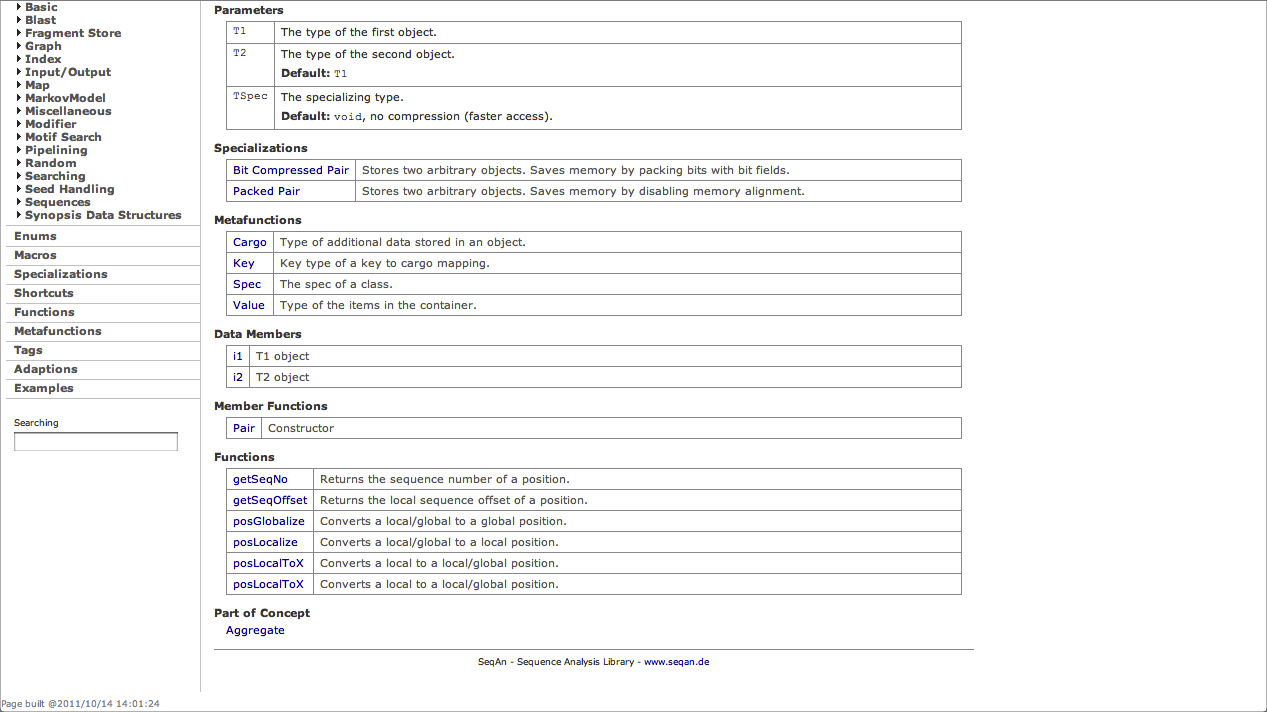 Basic
Blast
Fragment Store
Graph
Index
Input/Output
Map
MarkovModel
Miscellaneous
Modifier
Motif Search
Pipelining
Random
Searching
Seed Handling
Sequences
Synopsis Data Structures
Enums
Macros
Specializations
Shortcuts
Functions
Metafunctions
Tags
Adaptions
Examples
Searching
Parameters
T1 The type of the first object.
T2 The type of the second object.
Default: T1
TSpec The specializing type.
Default: void, no compression (faster access).
Specializations
Bit Compressed Pair Stores two arbitrary objects. Saves memory by packing bits with bit fields.
Packed Pair Stores two arbitrary objects. Saves memory by disabling memory alignment.
Metafunctions
Cargo Type of additional data stored in an object.
Key Key type of a key to cargo mapping.
Spec The spec of a class.
Value Type of the items in the container.
Data Members
i1 T1 object
i2 T2 object
Member Functions
Pair Constructor
Functions
getSeqNo Returns the sequence number of a position.
getSeqOffset Returns the local sequence offset of a position.
posGlobalize Converts a local/global to a global position.
posLocalize Converts a local/global to a local position.
posLocalToX Converts a local to a local/global position.
posLocalToX Converts a local to a local/global position.
Part of Concept
Aggregate
SeqAn - Sequence Analysis Library - www.seqan.de
Page built @2011/10/14 14:01:24